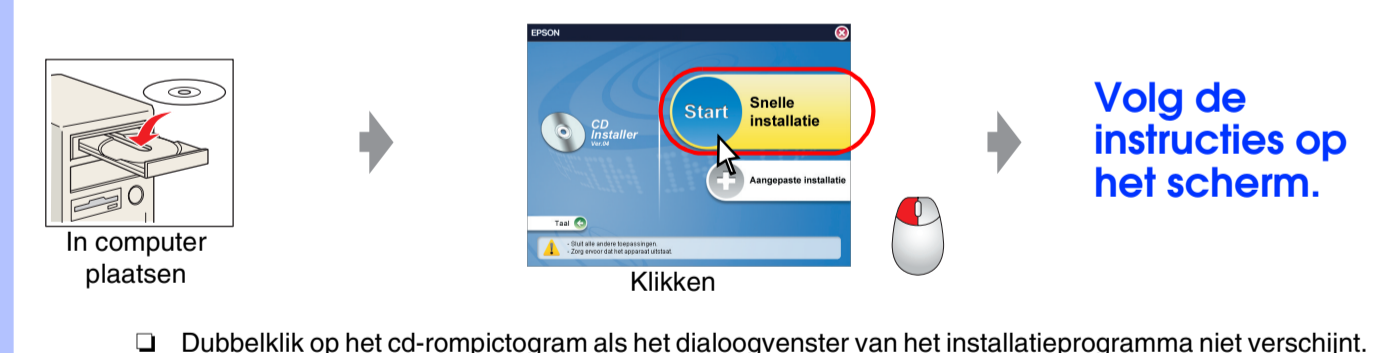 EPSON
Start
Snelle
installatie
CD
Installer
Ver.04
Aangepaste installatie
Taal
- Sluit alle andere toepassingen.
- Zorg ervoor dat het apparaat uitstaat.
In computer
plaatsen
Klikken
Volg de
instructies op
het scherm.
❏ Dubbelklik op het cd-rompictogram als het dialoogvenster van het installatieprogramma niet verschijnt.